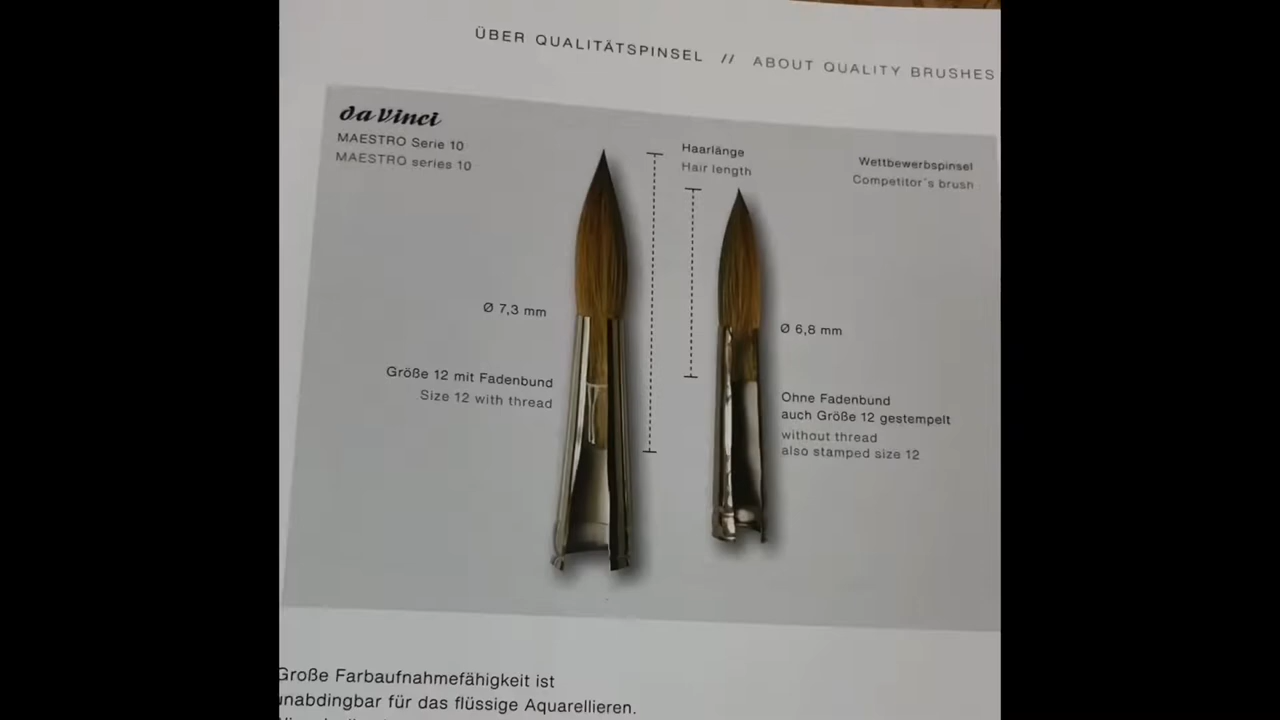 ÜBER QUALITÄTSPINSEL // ABOUT QUALITY BRUSHES
da Vinci
MAESTRO Serie 10
MAESTRO series 10
Haarlänge
Hair length
Wettbewerbspinsel
Competitor´s brush
Ø 7,3 mm
Ø 6,8 mm
Größe 12 mit Fadenbund
Size 12 with thread
Ohne Fadenbund
auch Größe 12 gestempelt
without thread
also stamped size 12
Große Farbaufnahmefähigkeit ist
unabdingbar für das flüssige Aquarellieren.